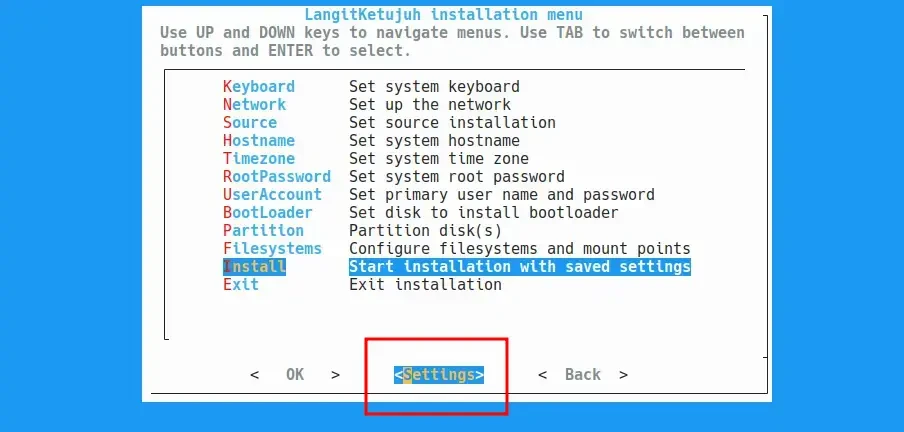 LangitKetujuh installation menu
Use UP and DOWN keys to navigate menus. Use TAB to switch between
buttons and ENTER to select.
Keyboard Set system keyboard
Network Set up the network
Source Set source installation
Hostname Set system hostname
Timezone Set system time zone
RootPassword Set system root password
UserAccount Set primary user name and password
BootLoader Set disk to install bootloader
Partition Partition disk(s)
Filesystems Configure filesystems and mount points
Install Start installation with saved settings
Exit Exit installation
< OK > <Settings> < Back >